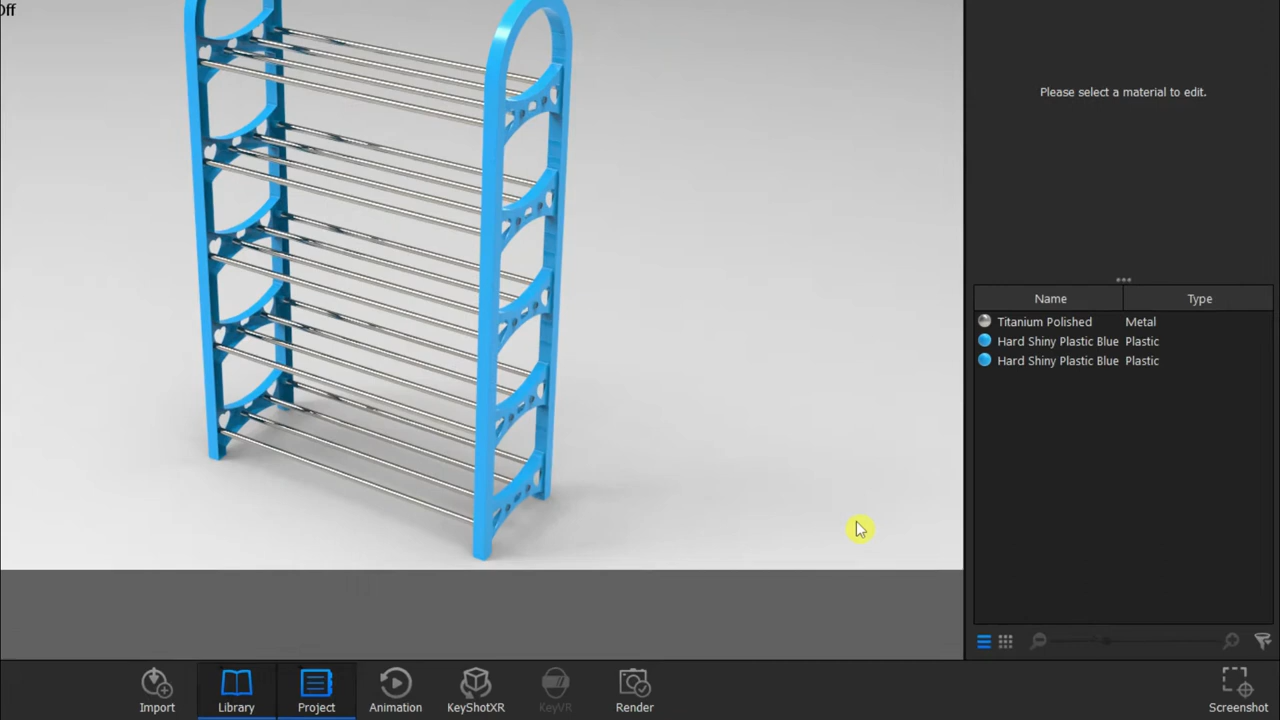 Off
Please select a material to edit.
Name Type
Titanium Polished Metal
Hard Shiny Plastic Blue Plastic
Hard Shiny Plastic Blue Plastic
Import Library Project Animation KeyShotXR KeyVR Render Screenshot